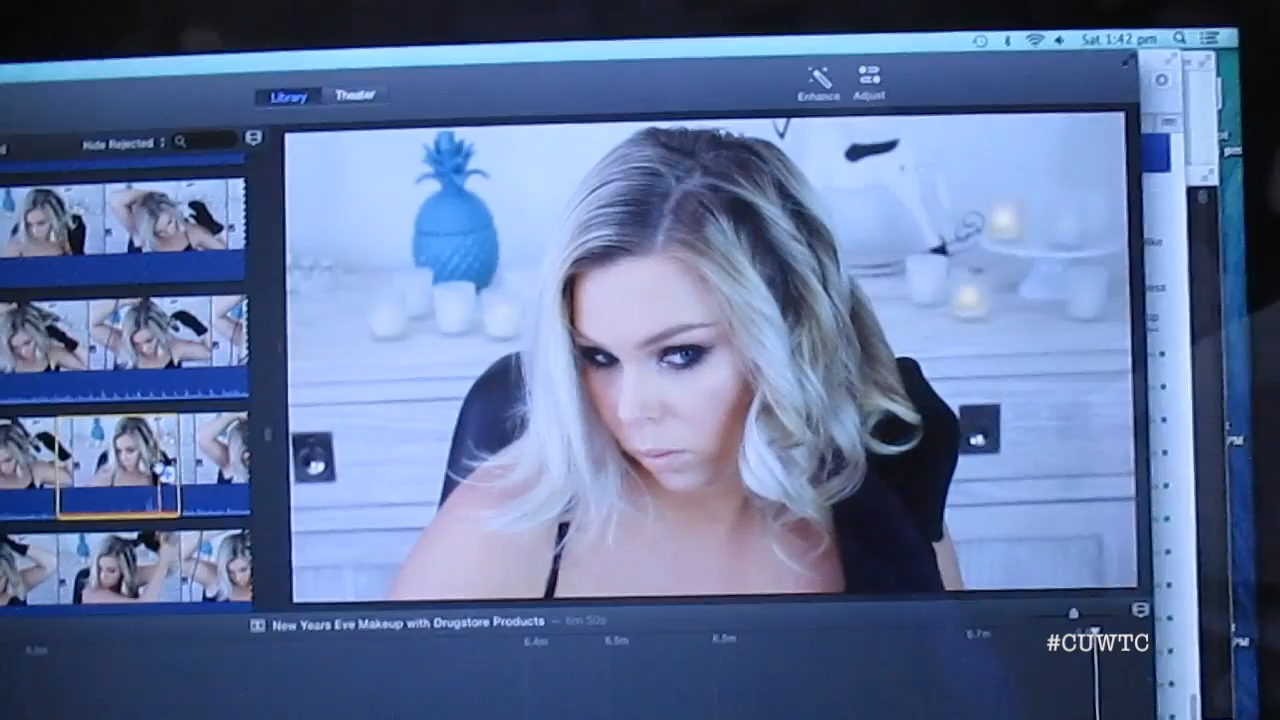 Sat 1:42 pm
Library Theater
Enhance Adjust
Hide Rejected
New Years Eve Makeup with Drugstore Products – 6m 50s
6.4m 6.5m 6.7m
#CUWTC